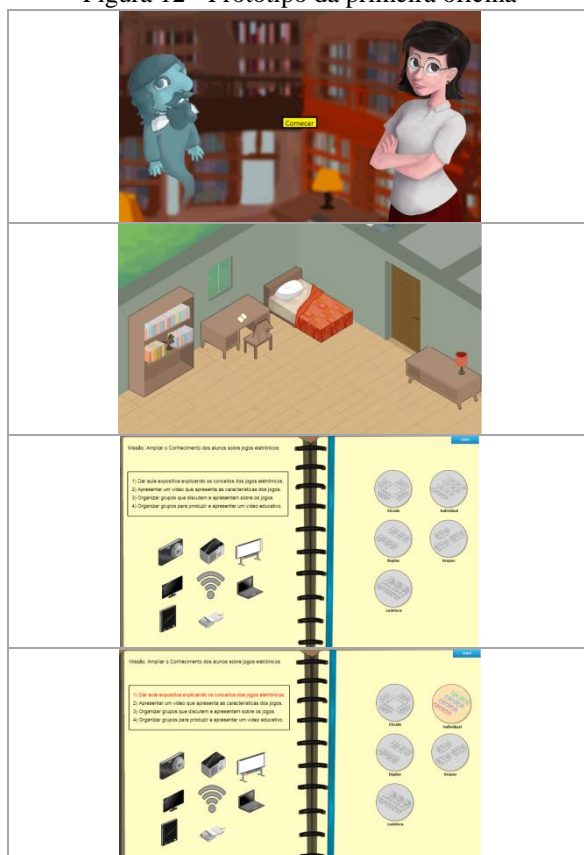 Figura 12 - Protótipo da primeira oficina
Começar
Missão: Ampliar o Conhecimento dos alunos sobre jogos eletrônicos.
1) Dar aula expositiva explicando os conceitos dos jogos eletrônicos.
2) Apresentar um vídeo que apresenta as características dos jogos.
3) Organizar grupos que discutem e apresentam sobre os jogos.
4) Organizar grupos para produzir e apresentar um vídeo educativo.
Círculo
Individual
Duplas
Grupos
Missão: Ampliar o Conhecimento dos alunos sobre jogos eletrônicos.
1) Dar aula expositiva explicando os conceitos dos jogos eletrônicos.
2) Apresentar um vídeo que apresenta as características dos jogos.
3) Organizar grupos que discutem e apresentam sobre os jogos.
4) Organizar grupos para produzir e apresentar um vídeo educativo.
Círculo
Individual
Duplas
Grupos